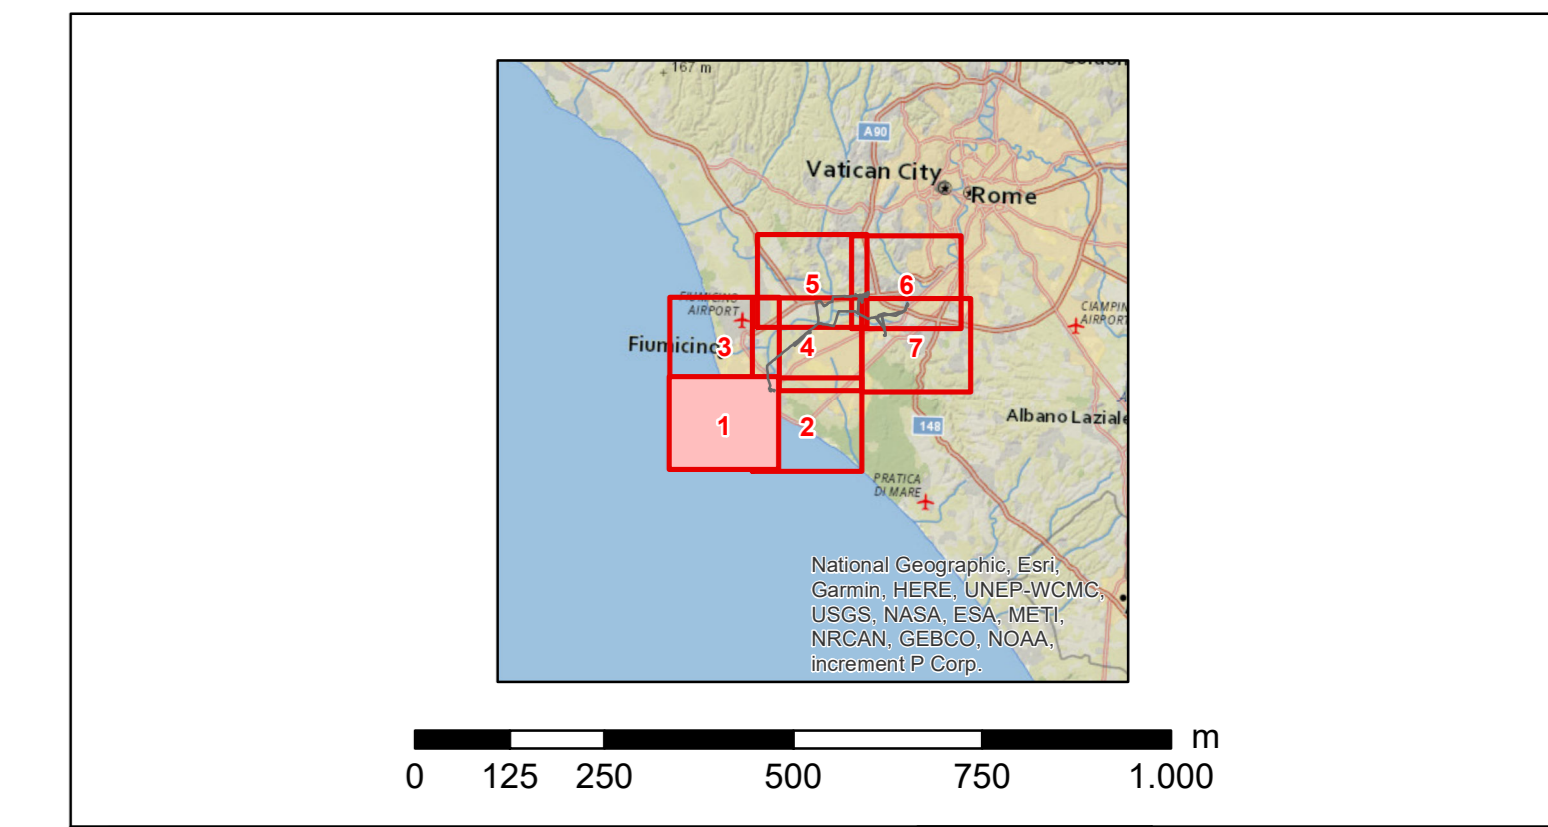 167 m
A90
Vatican City
Rome
5
6
FIUMICINO
AIRPORT
CIAMPIN
AIRPORT
Fiumicino
3
4
7
1
2
148
Albano Laziale
PRATICA
DI MARE
National Geographic, Esri,
Garmin, HERE, UNEP-WCMC,
USGS, NASA, ESA, METI,
NRCAN, GEBCO, NOAA,
increment P Corp.
m
0 125 250 500 750 1.000